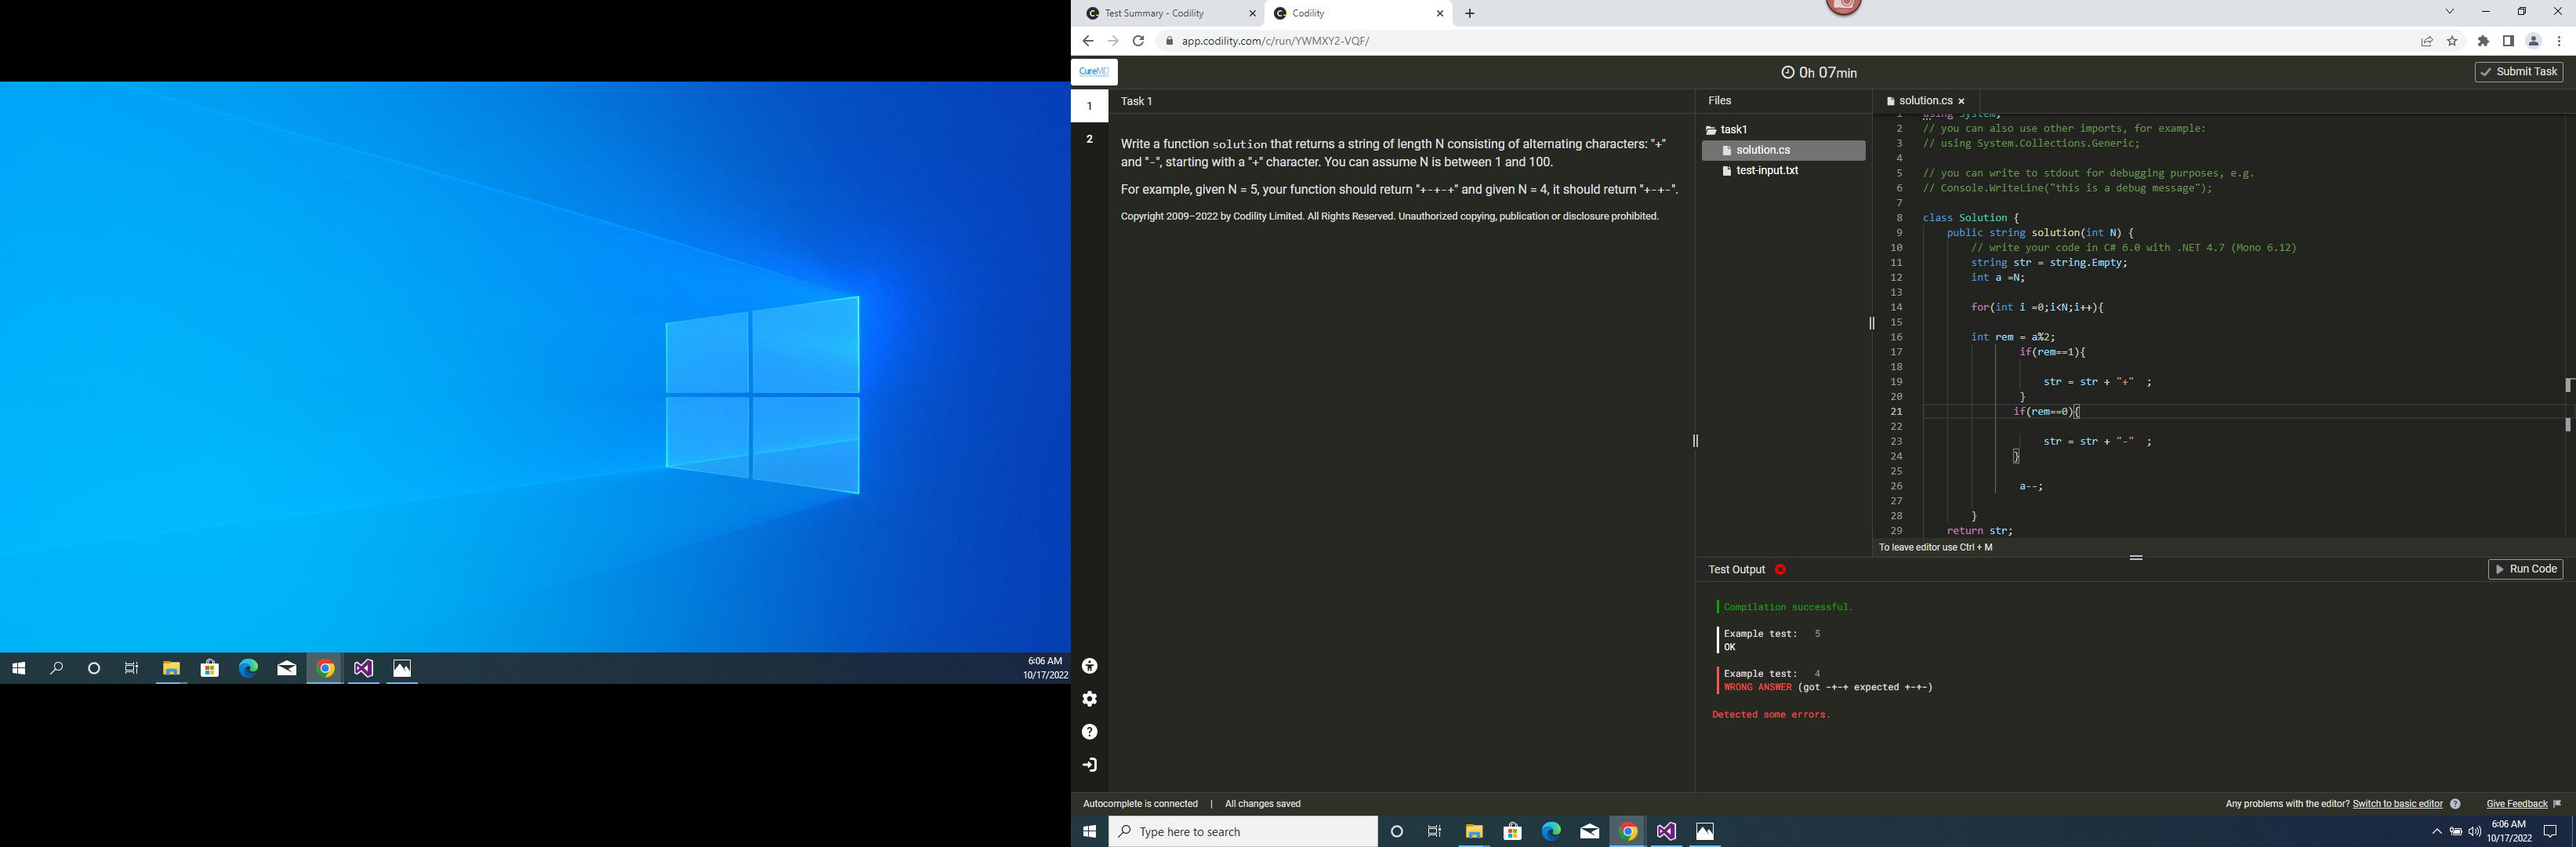 6:06 AM
10/17/2022
Test Summary - Codility
Codility
app.codility.com/c/run/YWMXY2-VQF/
CureMD
0h 07min
Submit Task
1
2
Task 1
Write a function solution that returns a string of length N consisting of alternating characters: "+"
and "-", starting with a "+" character. You can assume N is between 1 and 100.
For example, given N = 5, your function should return "+-+-+" and given N = 4, it should return "+-+-".
Copyright 2009–2022 by Codility Limited. All Rights Reserved. Unauthorized copying, publication or disclosure prohibited.
Files
task1
solution.cs
test-input.txt
solution.cs
1 using System;
2 // you can also use other imports, for example:
3 // using System.Collections.Generic;
4
5 // you can write to stdout for debugging purposes, e.g.
6 // Console.WriteLine("this is a debug message");
7
8 class Solution {
9 public string solution(int N) {
10 // write your code in C# 6.0 with .NET 4.7 (Mono 6.12)
11 string str = string.Empty;
12 int a =N;
13
14 for(int i =0;i<N;i++){
15
16 int rem = a%2;
17 if(rem==1){
18
19 str = str + "+" ;
20 }
21 if(rem==0){
22
23 str = str + "-" ;
24 }
25
26 a--;
27
28 }
29 return str;
To leave editor use Ctrl + M
Test Output
Run Code
Compilation successful.
Example test: 5
OK
Example test: 4
WRONG ANSWER (got -+-+ expected +-+-)
Detected some errors.
Autocomplete is connected | All changes saved
Any problems with the editor? Switch to basic editor
Give Feedback
Type here to search
6:06 AM
10/17/2022